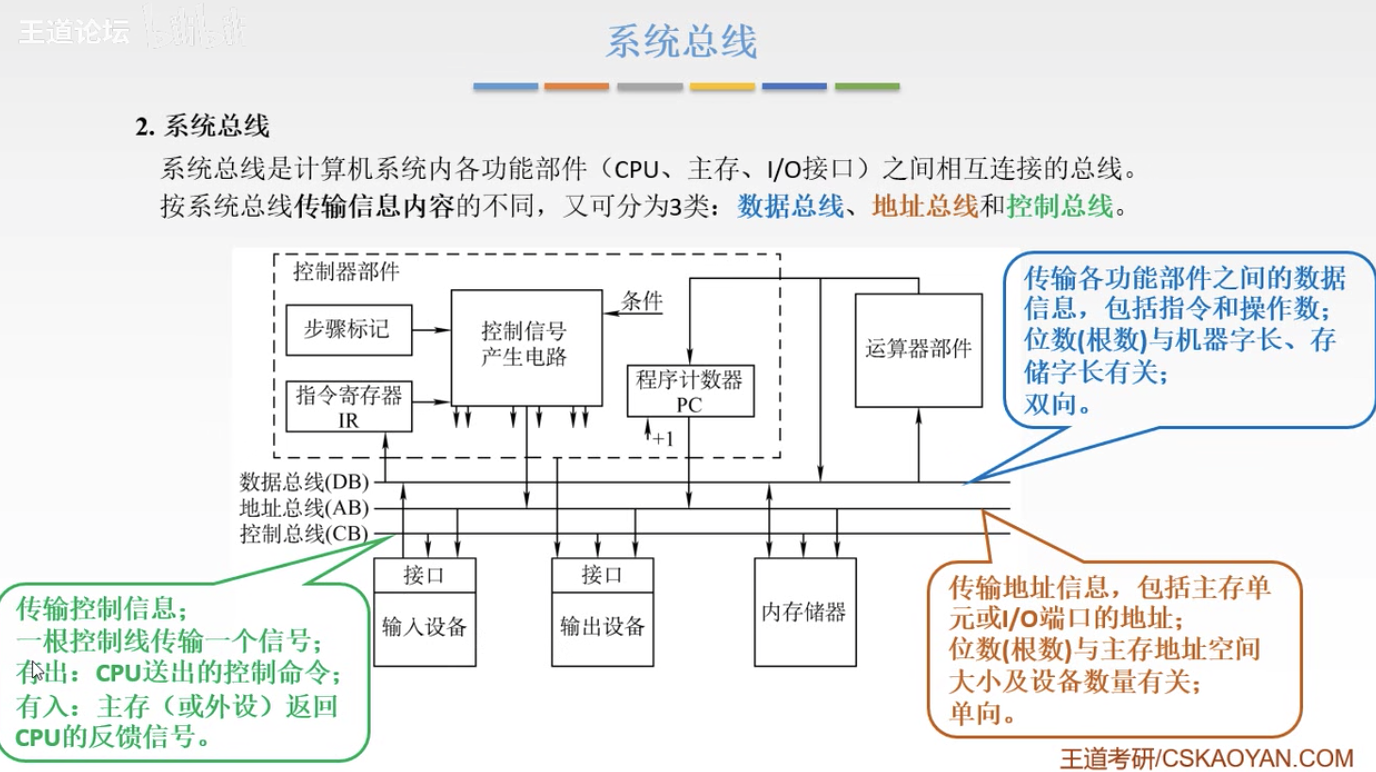 王道论坛
bilibili
系统总线
2. 系统总线
系统总线是计算机系统内各功能部件（CPU、主存、I/O接口）之间相互连接的总线。
按系统总线传输信息内容的不同，又可分为3类：数据总线、地址总线和控制总线。
控制器部件
步骤标记
控制信号
产生电路
条件
指令寄存器
IR
程序计数器
PC
+1
运算器部件
传输各功能部件之间的数据
信息，包括指令和操作数；
位数(根数)与机器字长、存
储字长有关；
双向。
数据总线(DB)
地址总线(AB)
控制总线(CB)
接口
输入设备
接口
输出设备
内存储器
传输控制信息；
一根控制线传输一个信号；
有出：CPU送出的控制命令；
有入：主存（或外设）返回
CPU的反馈信号。
传输地址信息，包括主存单
元或I/O端口的地址；
位数(根数)与主存地址空间
大小及设备数量有关；
单向。
王道考研/CSKAOYAN.COM